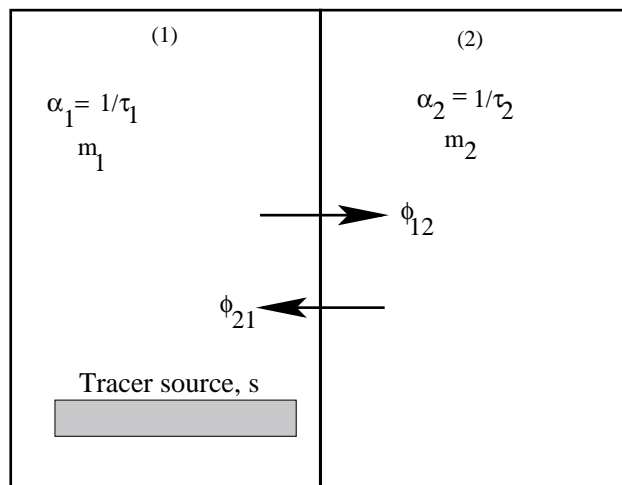 (1)
(2)
α₁ = 1/τ₁
α₂ = 1/τ₂
m₁
m₂
ϕ₁₂
ϕ₂₁
Tracer source, s